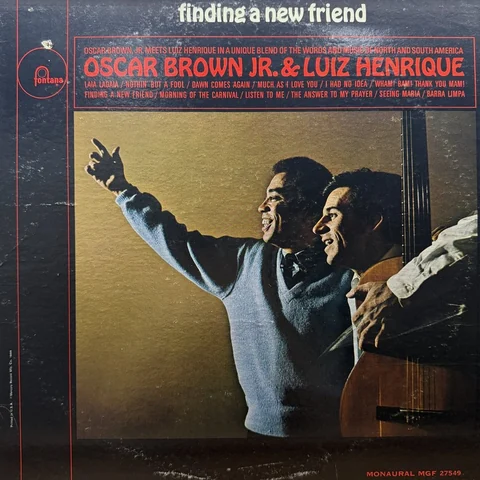 finding a new friend
OSCAR BROWN, JR. MEETS LUIZ HENRIQUE IN A UNIQUE BLEND OF THE WORDS AND MUSIC OF NORTH AND SOUTH AMERICA
OSCAR BROWN JR. & LUIZ HENRIQUE
LAIA LADAIA / NOTHIN' BUT A FOOL / DAWN COMES AGAIN / MUCH AS I LOVE YOU / I HAD NO IDEA / WHAM! BAM! THANK YOU MAM!
FINDING A NEW FRIEND / MORNING OF THE CARNIVAL / LISTEN TO ME / THE ANSWER TO MY PRAYER / SEEING MARIA / BARRA LIMPA
fontana
MONAURAL MGF 27549